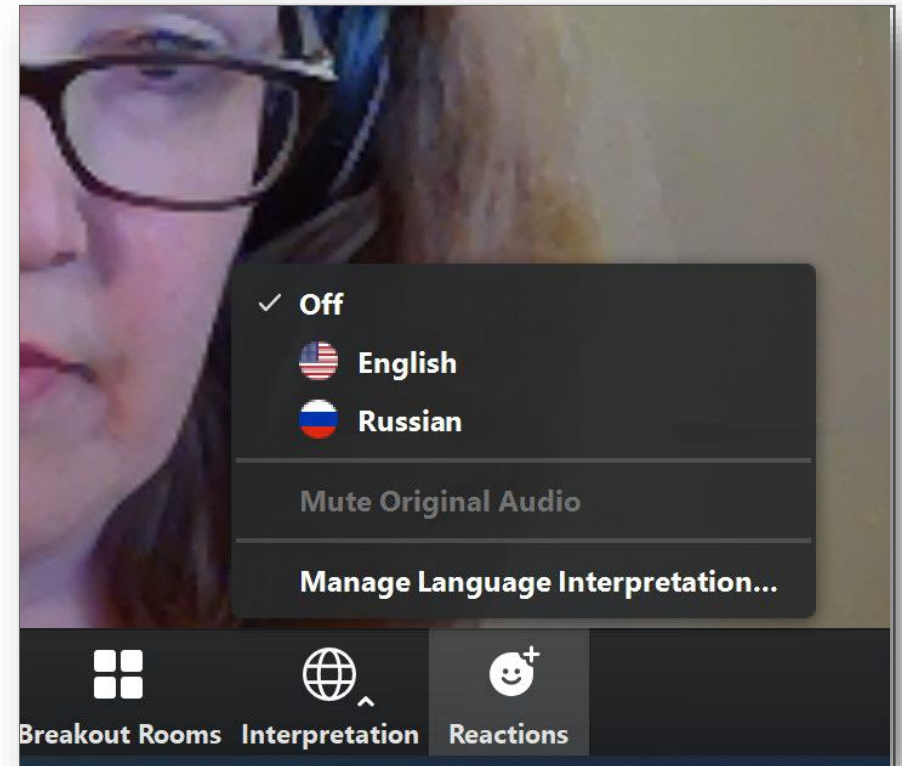 Off
English
Russian
Mute Original Audio
Manage Language Interpretation...
Breakout Rooms Interpretation Reactions